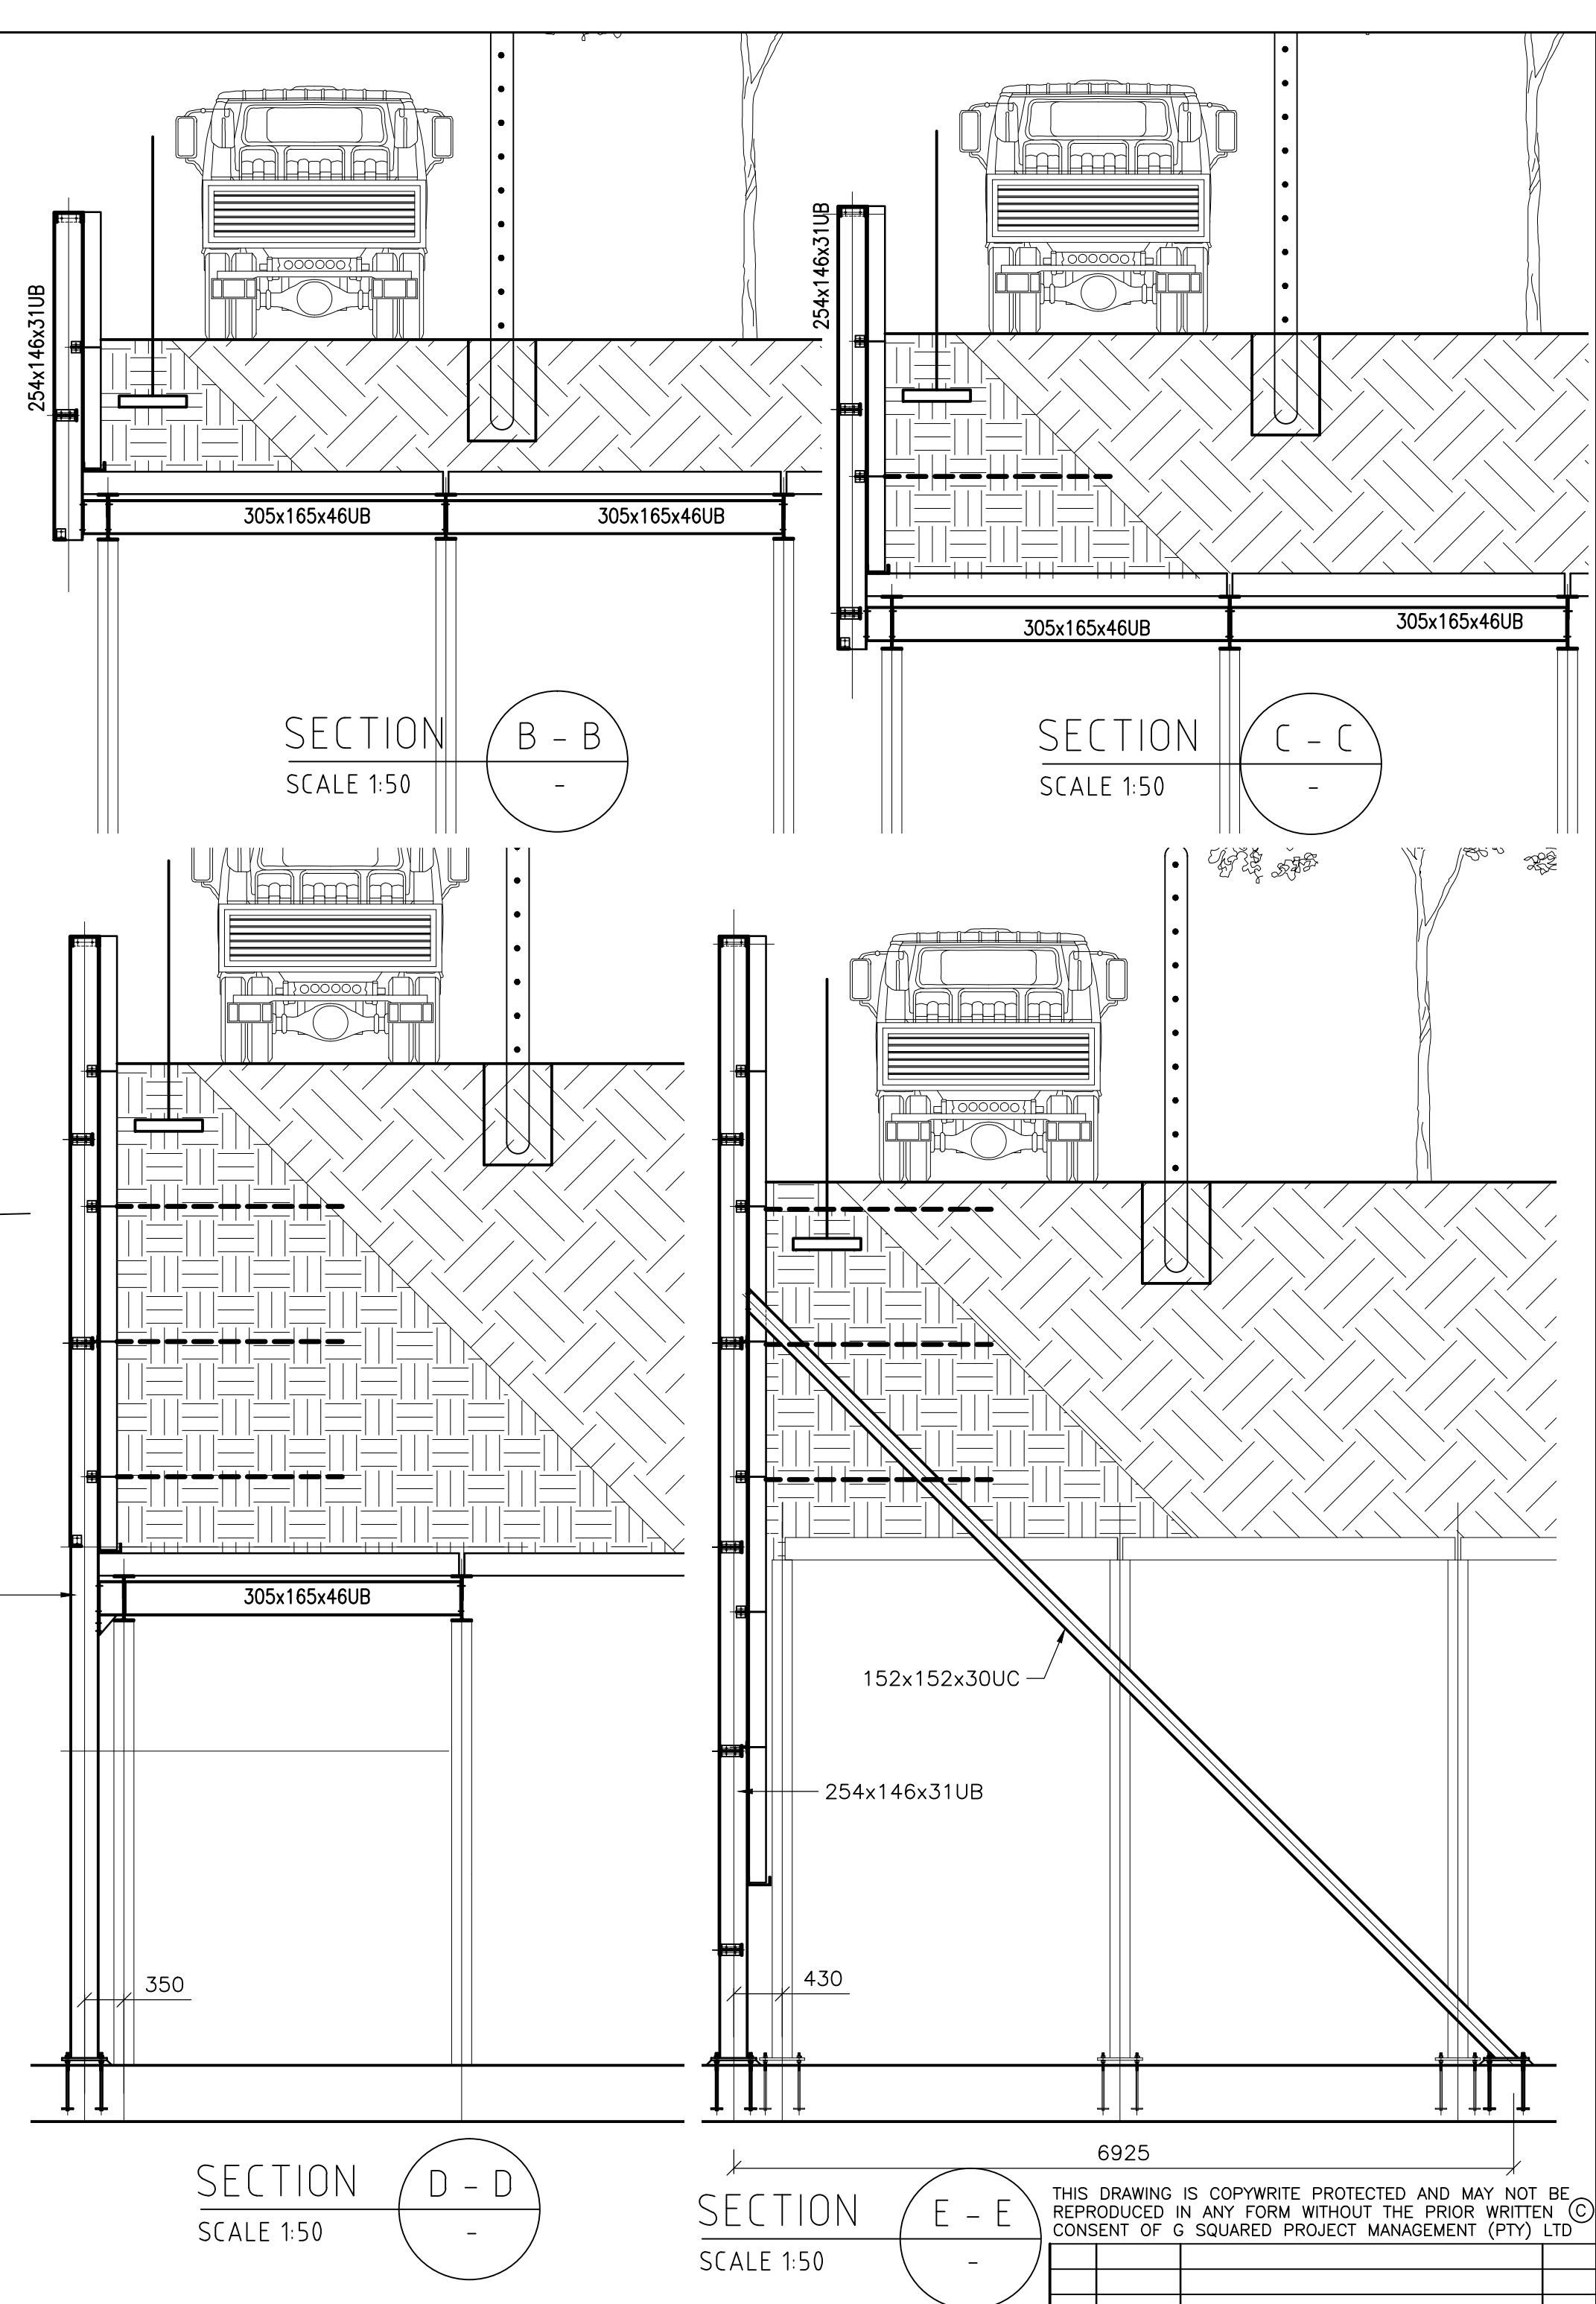 254x146x31UB
305x165x46UB
305x165x46UB
SECTION
B - B
SCALE 1:50
-
254x146x31UB
305x165x46UB
305x165x46UB
SECTION
C - C
SCALE 1:50
-
305x165x46UB
350
SECTION
D - D
SCALE 1:50
-
152x152x30UC
254x146x31UB
430
6925
SECTION
E - E
SCALE 1:50
-
THIS DRAWING IS COPYWRITE PROTECTED AND MAY NOT BE
REPRODUCED IN ANY FORM WITHOUT THE PRIOR WRITTEN ©
CONSENT OF G SQUARED PROJECT MANAGEMENT (PTY) LTD